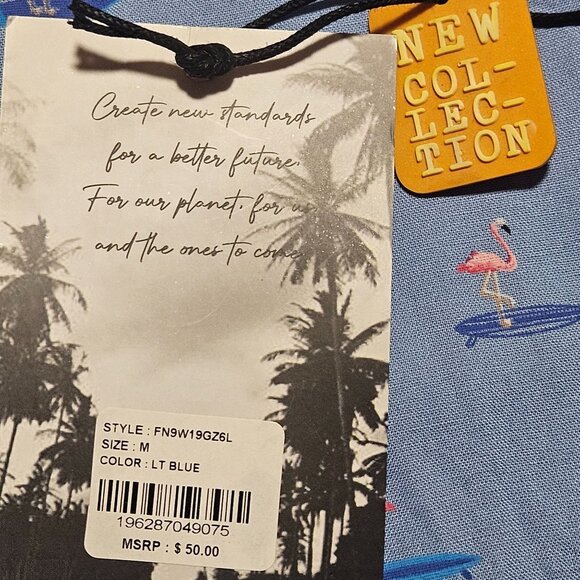 Create new standards
for a better future.
For our planet, for us
and the ones to come.
NEW
COL-
LEC-
TION
STYLE : FN9W19GZ6L
SIZE : M
COLOR : LT BLUE
196287049075
MSRP : $ 50.00